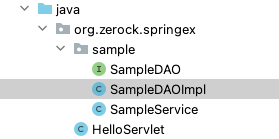 java
org.zerock.springex
sample
I SampleDAO
C SampleDAOImpl
C SampleService
C HelloServlet